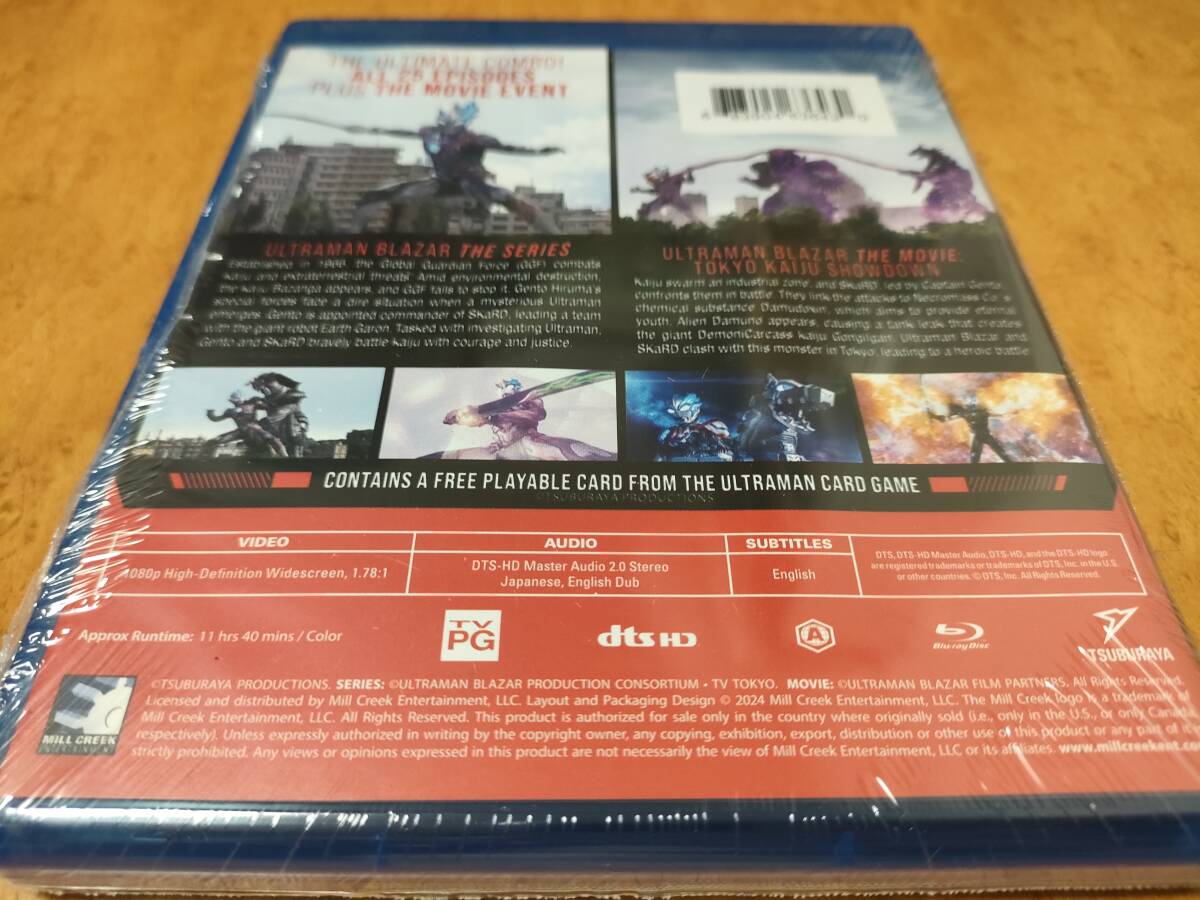 THE ULTIMATE COMBO!
ALL 25 EPISODES
PLUS THE MOVIE EVENT
ULTRAMAN BLAZAR THE SERIES
Established in 1966, the Global Guardian Force (GGF) combats
kaiju and extraterrestrial threats. Amid environmental destruction,
the kaiju Bazanga appears, and GGF fails to stop it. Gento Hiruma's
special forces face a dire situation when a mysterious Ultraman
emerges. Gento is appointed commander of SKaRD, leading a team
with the giant robot Earth Garon. Tasked with investigating Ultraman,
Gento and SKaRD bravely battle kaiju with courage and justice.
ULTRAMAN BLAZAR THE MOVIE:
TOKYO KAIJU SHOWDOWN
Kaiju swarm an industrial zone, and SKaRD, led by Captain Gento,
confronts them in battle. They link the attacks to Necromass Co.'s
chemical substance Damudoxin, which aims to provide eternal
youth. Alien Damuno appears, causing a tank leak that creates
the giant DemoniCarcass kaiju Gongilgan. Ultraman Blazar and
SKaRD clash with this monster in Tokyo, leading to a heroic battle
CONTAINS A FREE PLAYABLE CARD FROM THE ULTRAMAN CARD GAME
©TSUBURAYA PRODUCTIONS
VIDEO
1080p High-Definition Widescreen, 1.78:1
AUDIO
DTS-HD Master Audio 2.0 Stereo
Japanese, English Dub
SUBTITLES
English
DTS, DTS-HD Master Audio, DTS-HD, and the DTS-HD logo
are registered trademarks or trademarks of DTS, Inc. in the U.S.
or other countries. © DTS, Inc. All Rights Reserved.
Approx Runtime: 11 hrs 40 mins / Color
TV
PG
dts HD
A
Blu-ray Disc
TSUBURAYA
©TSUBURAYA PRODUCTIONS. SERIES: ©ULTRAMAN BLAZAR PRODUCTION CONSORTIUM • TV TOKYO. MOVIE: ©ULTRAMAN BLAZAR FILM PARTNERS. All Rights Reserved.
Licensed and distributed by Mill Creek Entertainment, LLC. Layout and Packaging Design © 2024 Mill Creek Entertainment, LLC. The Mill Creek logo is a trademark of
Mill Creek Entertainment, LLC. All Rights Reserved. This product is authorized for sale only in the country where originally sold (i.e., only in the U.S., or only Canada
respectively). Unless expressly authorized in writing by the copyright owner, any copying, exhibition, export, distribution or other use of this product or any part of it
strictly prohibited. Any views or opinions expressed in this product are not necessarily the view of Mill Creek Entertainment, LLC or its affiliates. www.millcreekent.co
MILL CREEK